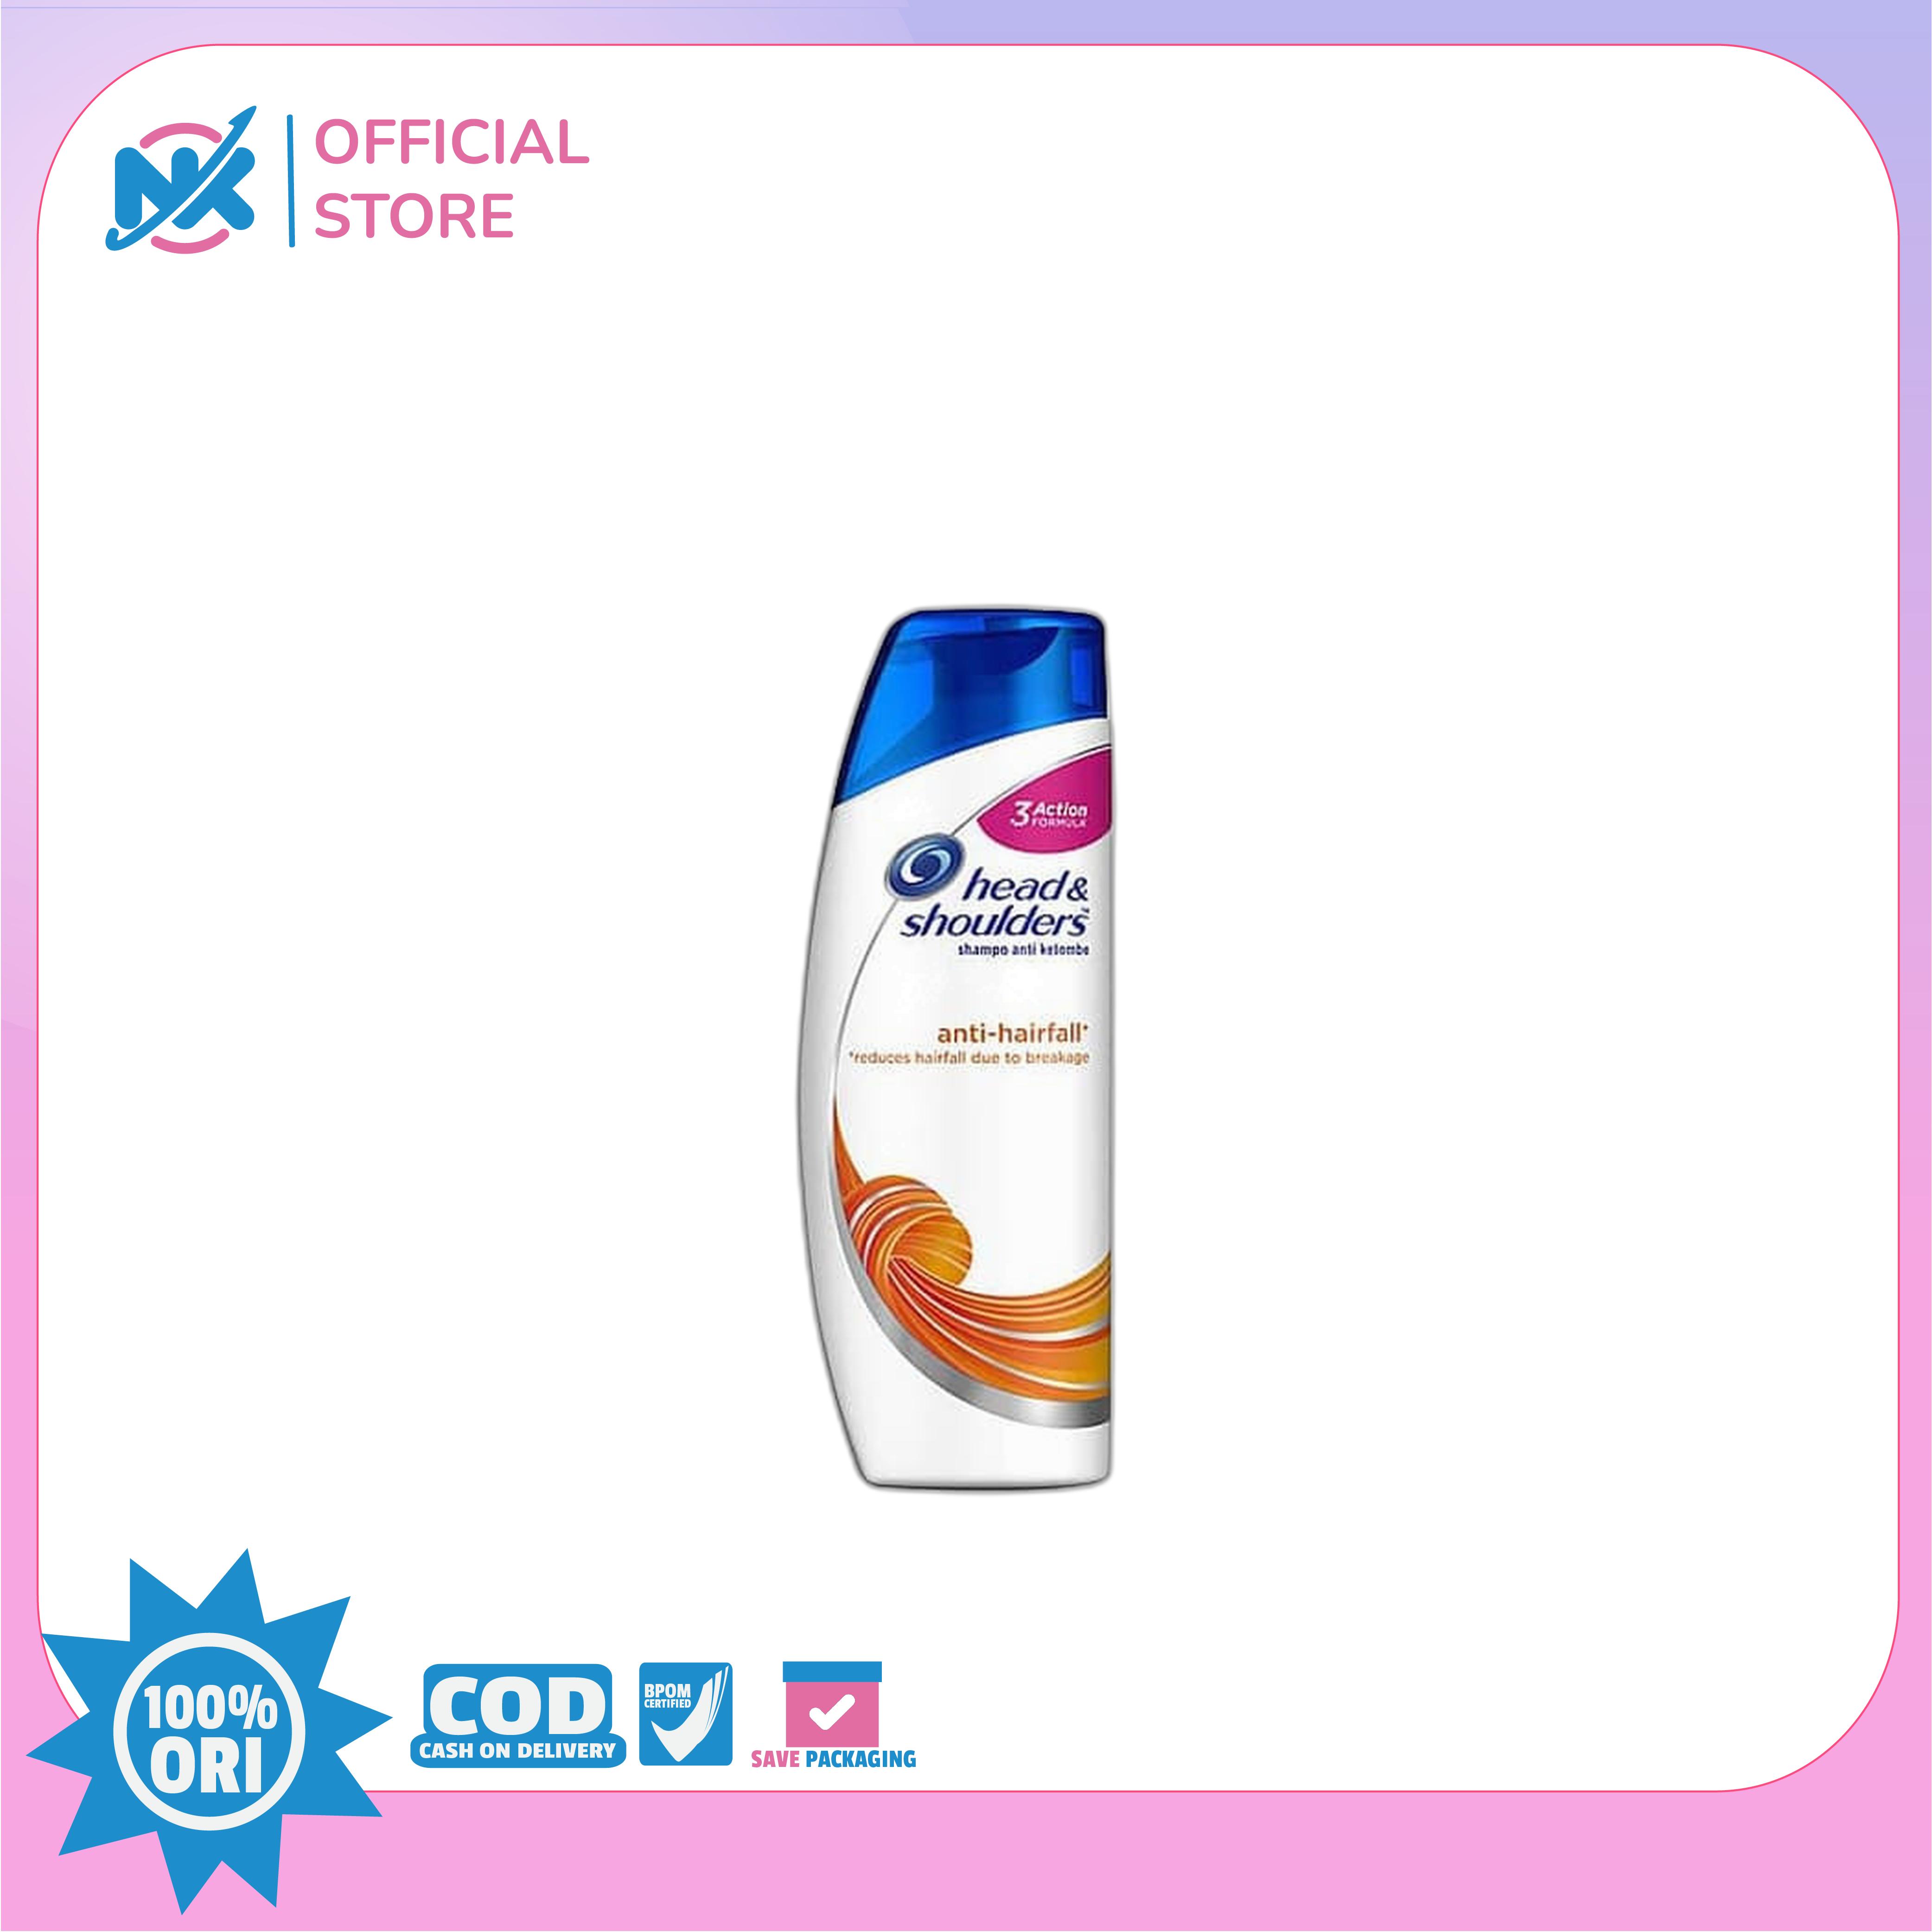 NK
OFFICIAL
STORE
3 Action
FORMULA
head &
shoulders
shampo anti ketombe
anti-hairfall*
*reduces hairfall due to breakage
100%
ORI
COD
CASH ON DELIVERY
BPOM
CERTIFIED
SAVE PACKAGING